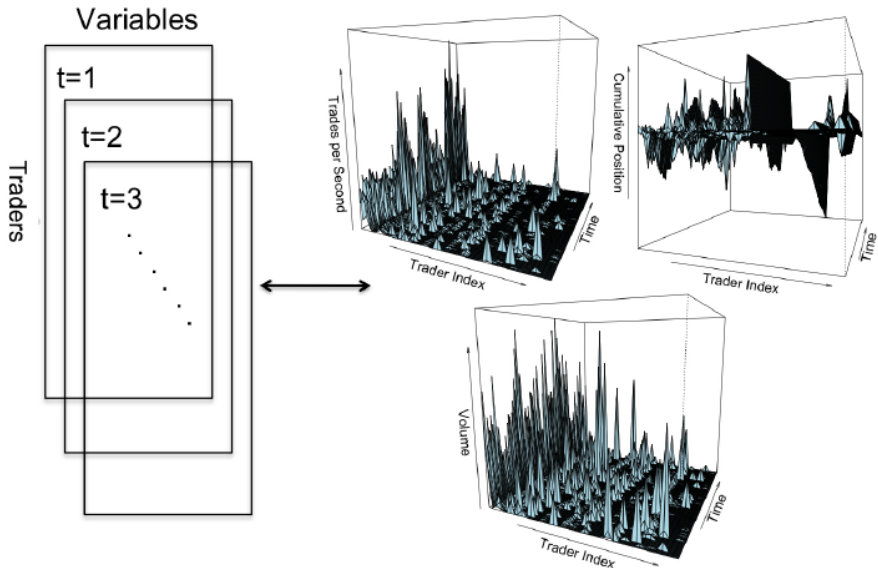 Variables
t=1
t=2
t=3
Traders
Trades per Second
Trader Index
Time
Cumulative Position
Trader Index
Time
Volume
Trader Index
Time